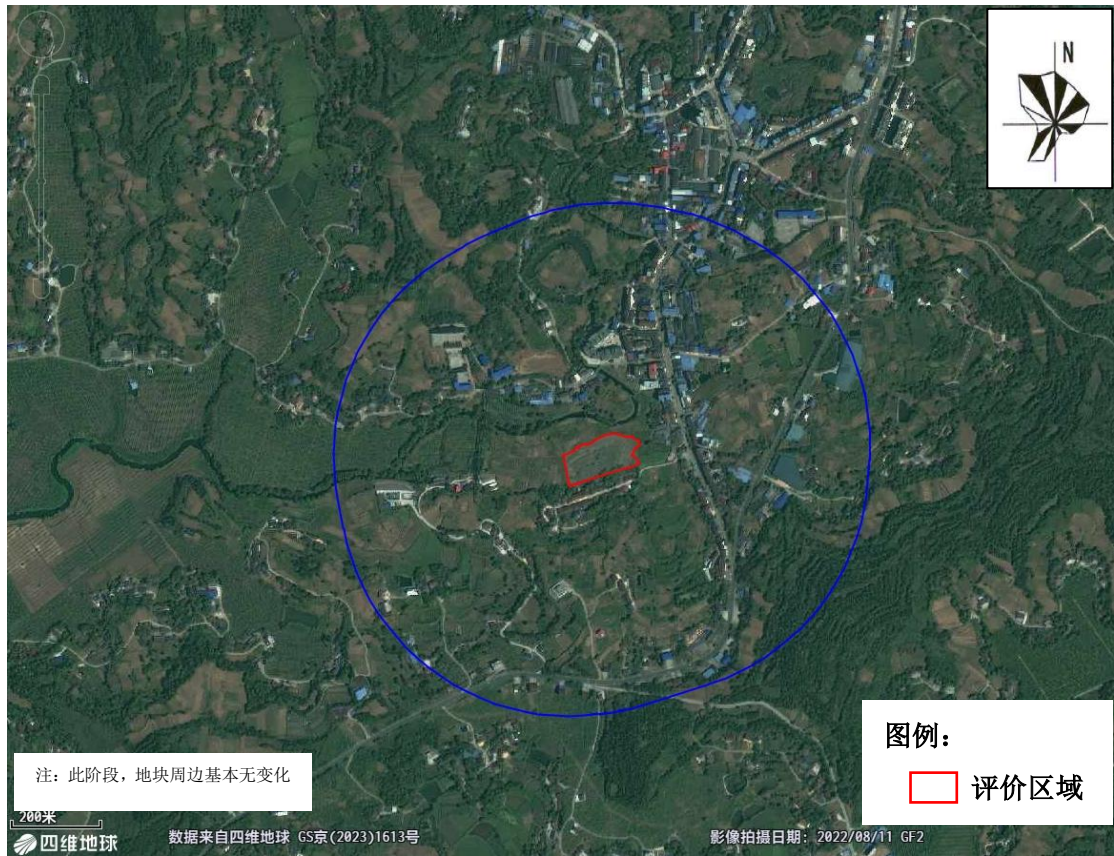 N
图例：
评价区域
注：此阶段，地块周边基本无变化
200米
四维地球
数据来自四维地球 GS京(2023)1613号
影像拍摄日期: 2022/08/11 GF2